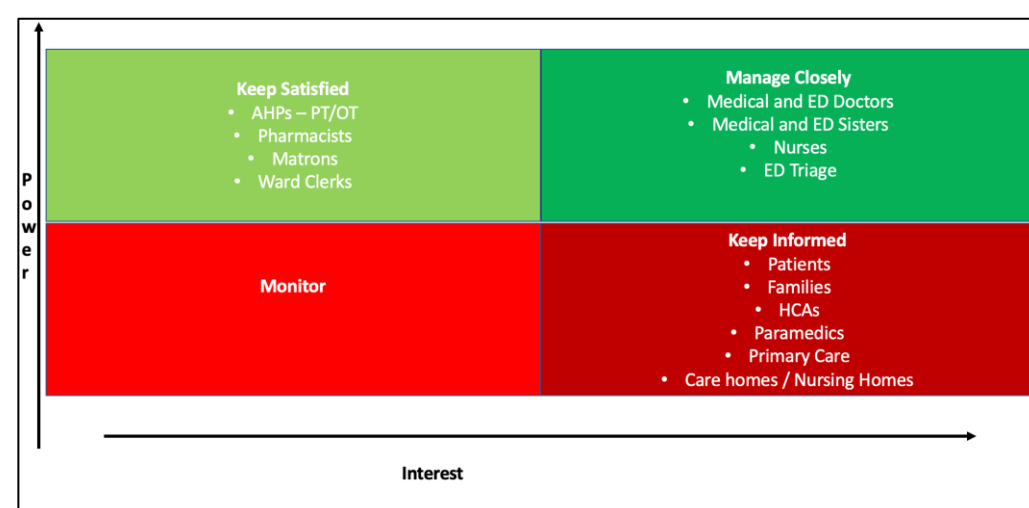 Keep Satisfied
• AHPs – PT/OT
• Pharmacists
• Matrons
• Ward Clerks
Manage Closely
• Medical and ED Doctors
• Medical and ED Sisters
• Nurses
• ED Triage
Power
Monitor
Keep Informed
• Patients
• Families
• HCAs
• Paramedics
• Primary Care
• Care homes / Nursing Homes
Interest